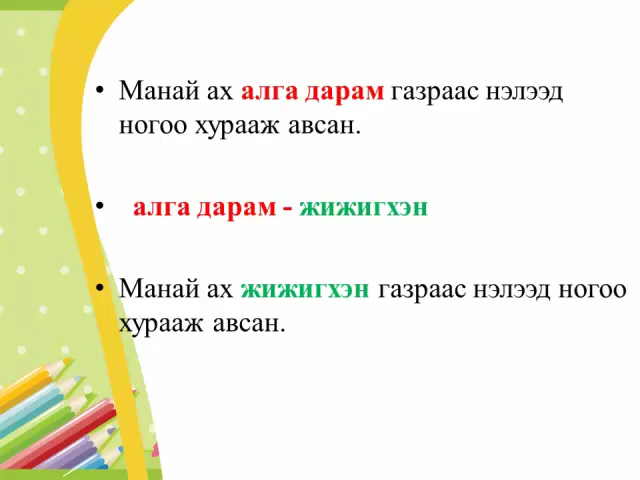 • Манай ах алга дарам газраас нэлээд
ногоо хурааж авсан.
• алга дарам - жижигхэн
• Манай ах жижигхэн газраас нэлээд ногоо
хурааж авсан.